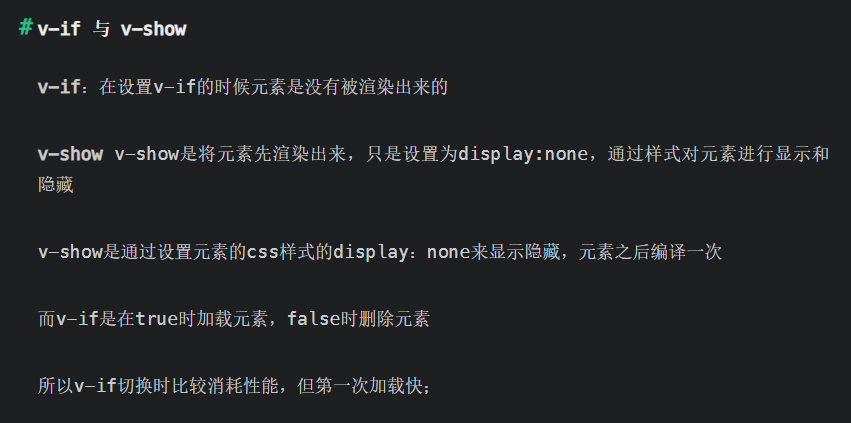 # v-if 与 v-show
v-if：在设置v-if的时候元素是没有被渲染出来的
v-show v-show是将元素先渲染出来，只是设置为display:none，通过样式对元素进行显示和
隐藏
v-show是通过设置元素的css样式的display：none来显示隐藏，元素之后编译一次
而v-if是在true时加载元素，false时删除元素
所以v-if切换时比较消耗性能，但第一次加载快；